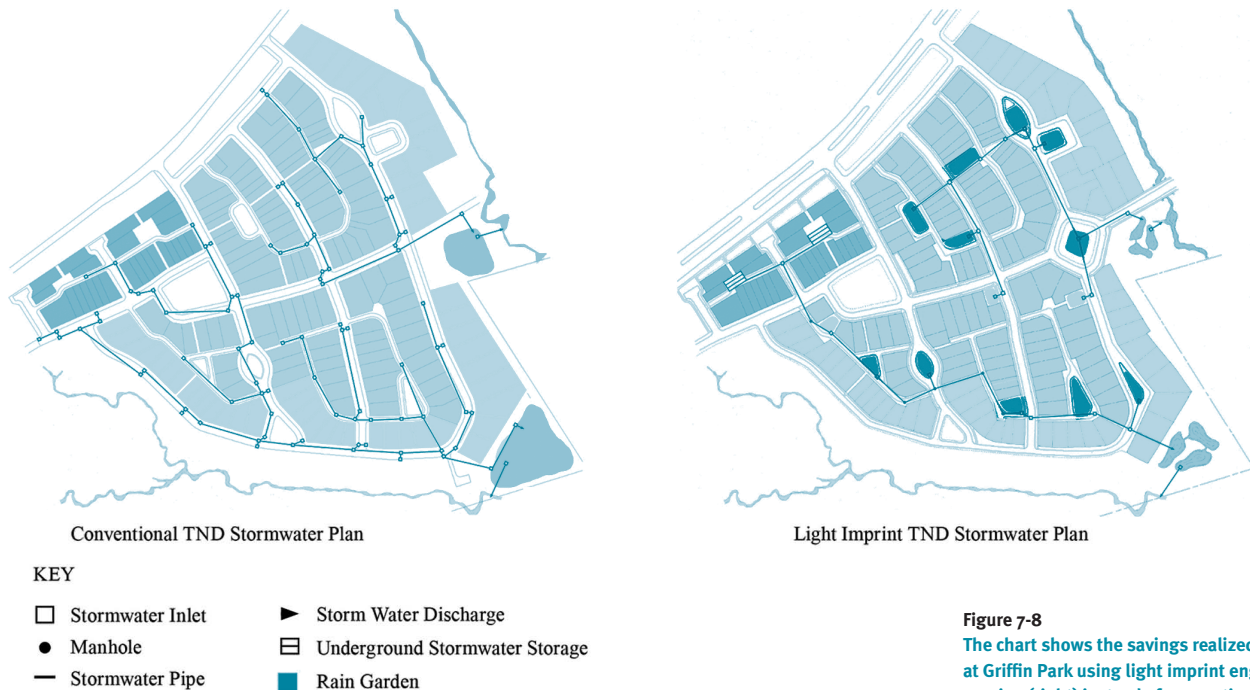 Conventional TND Stormwater Plan
Light Imprint TND Stormwater Plan
KEY
Stormwater Inlet
Manhole
Stormwater Pipe
Storm Water Discharge
Underground Stormwater Storage
Rain Garden
Figure 7-8
The chart shows the savings realized
at Griffin Park using light imprint